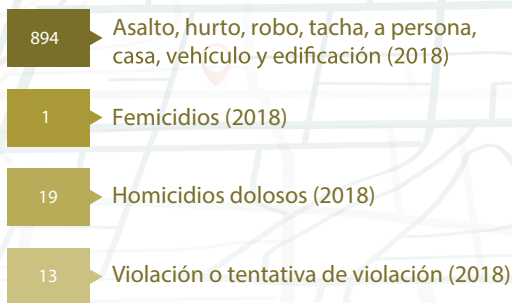 894
Asalto, hurto, robo, tacha, a persona,
casa, vehículo y edificación (2018)
1
Femicidios (2018)
19
Homicidios dolosos (2018)
13
Violación o tentativa de violación (2018)